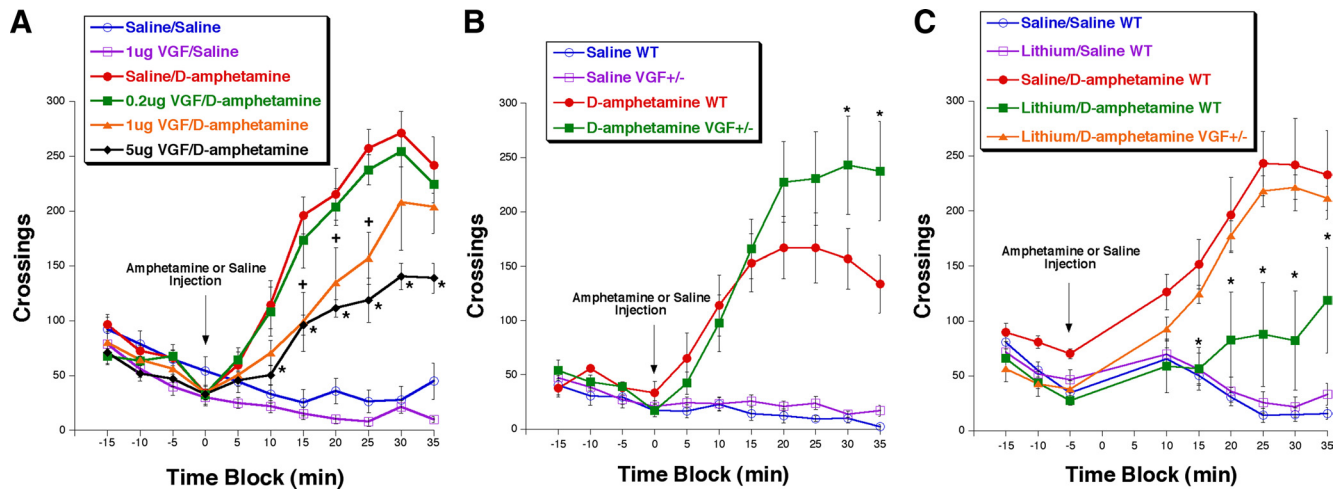 A
Saline/Saline
1ug VGF/Saline
Saline/D-amphetamine
0.2ug VGF/D-amphetamine
1ug VGF/D-amphetamine
5ug VGF/D-amphetamine
300
250
200
150
100
50
0
Crossings
Amphetamine or Saline
Injection
+
+
+
*
*
*
*
*
*
-15
-10
-5
0
5
10
15
20
25
30
35
Time Block (min)
B
Saline WT
Saline VGF+/-
D-amphetamine WT
D-amphetamine VGF+/-
300
250
200
150
100
50
0
Crossings
Amphetamine or Saline
Injection
*
*
-15
-10
-5
0
5
10
15
20
25
30
35
Time Block (min)
C
Saline/Saline WT
Lithium/Saline WT
Saline/D-amphetamine WT
Lithium/D-amphetamine WT
Lithium/D-amphetamine VGF+/-
300
250
200
150
100
50
0
Crossings
Amphetamine or Saline
Injection
*
*
*
*
*
-15
-10
-5
0
5
10
15
20
25
30
35
Time Block (min)